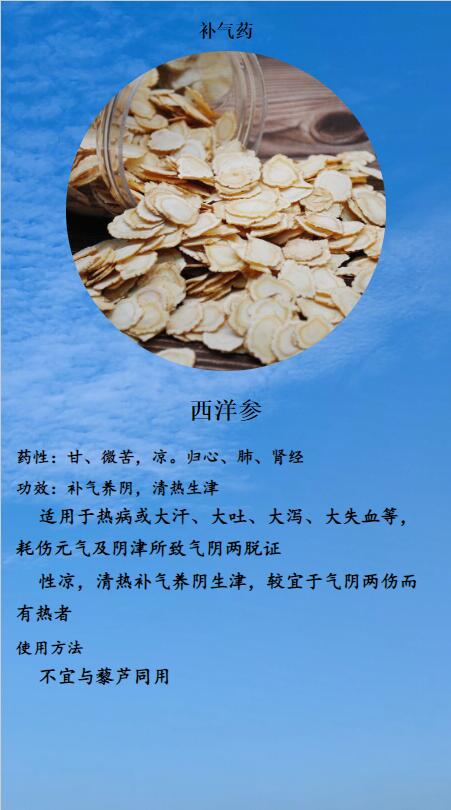 补气药
西洋参
药性：甘、微苦，凉。归心、肺、肾经
功效：补气养阴，清热生津
适用于热病或大汗、大吐、大泻、大失血等，
耗伤元气及阴津所致气阴两脱证
性凉，清热补气养阴生津，较宜于气阴两伤而
有热者
使用方法
不宜与藜芦同用